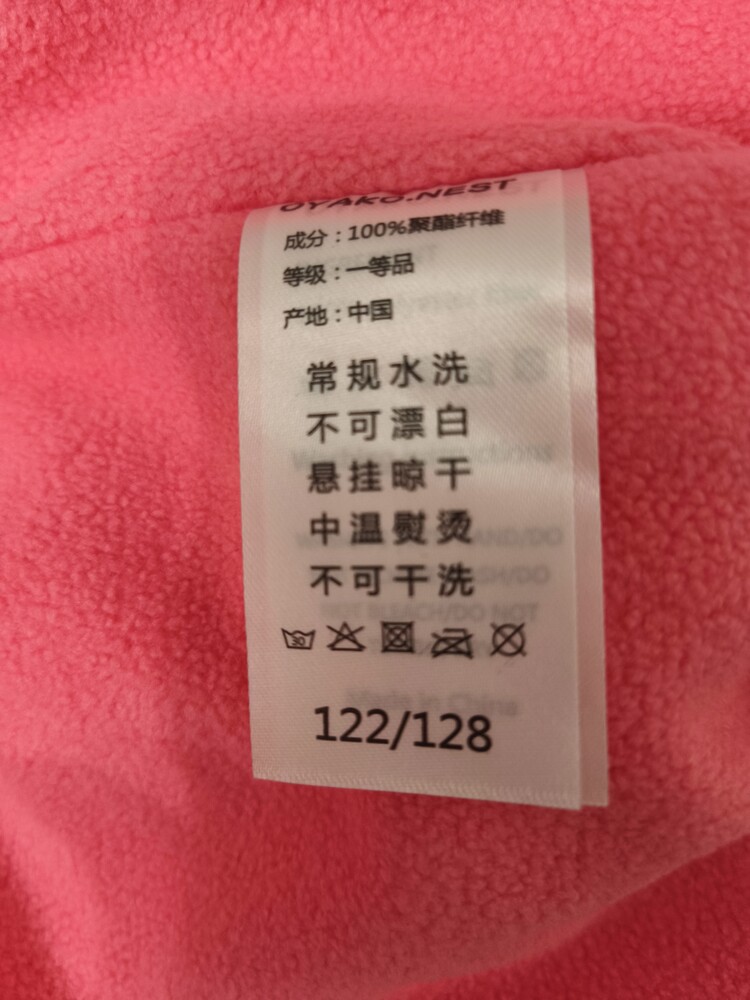 OYAKO.NEST
成分：100%聚酯纤维
等级：一等品
产地：中国
常规水洗
不可漂白
悬挂晾干
中温熨烫
不可干洗
30
122/128